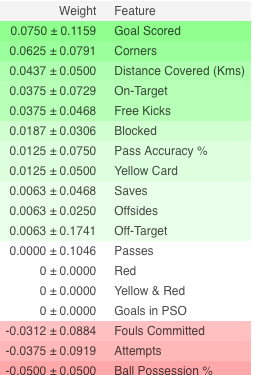 Weight Feature
0.0750 ± 0.1159 Goal Scored
0.0625 ± 0.0791 Corners
0.0437 ± 0.0500 Distance Covered (Kms)
0.0375 ± 0.0729 On-Target
0.0375 ± 0.0468 Free Kicks
0.0187 ± 0.0306 Blocked
0.0125 ± 0.0750 Pass Accuracy %
0.0125 ± 0.0500 Yellow Card
0.0063 ± 0.0468 Saves
0.0063 ± 0.0250 Offsides
0.0063 ± 0.1741 Off-Target
0.0000 ± 0.1046 Passes
0 ± 0.0000 Red
0 ± 0.0000 Yellow & Red
0 ± 0.0000 Goals in PSO
-0.0312 ± 0.0884 Fouls Committed
-0.0375 ± 0.0919 Attempts
-0.0500 ± 0.0500 Ball Possession %